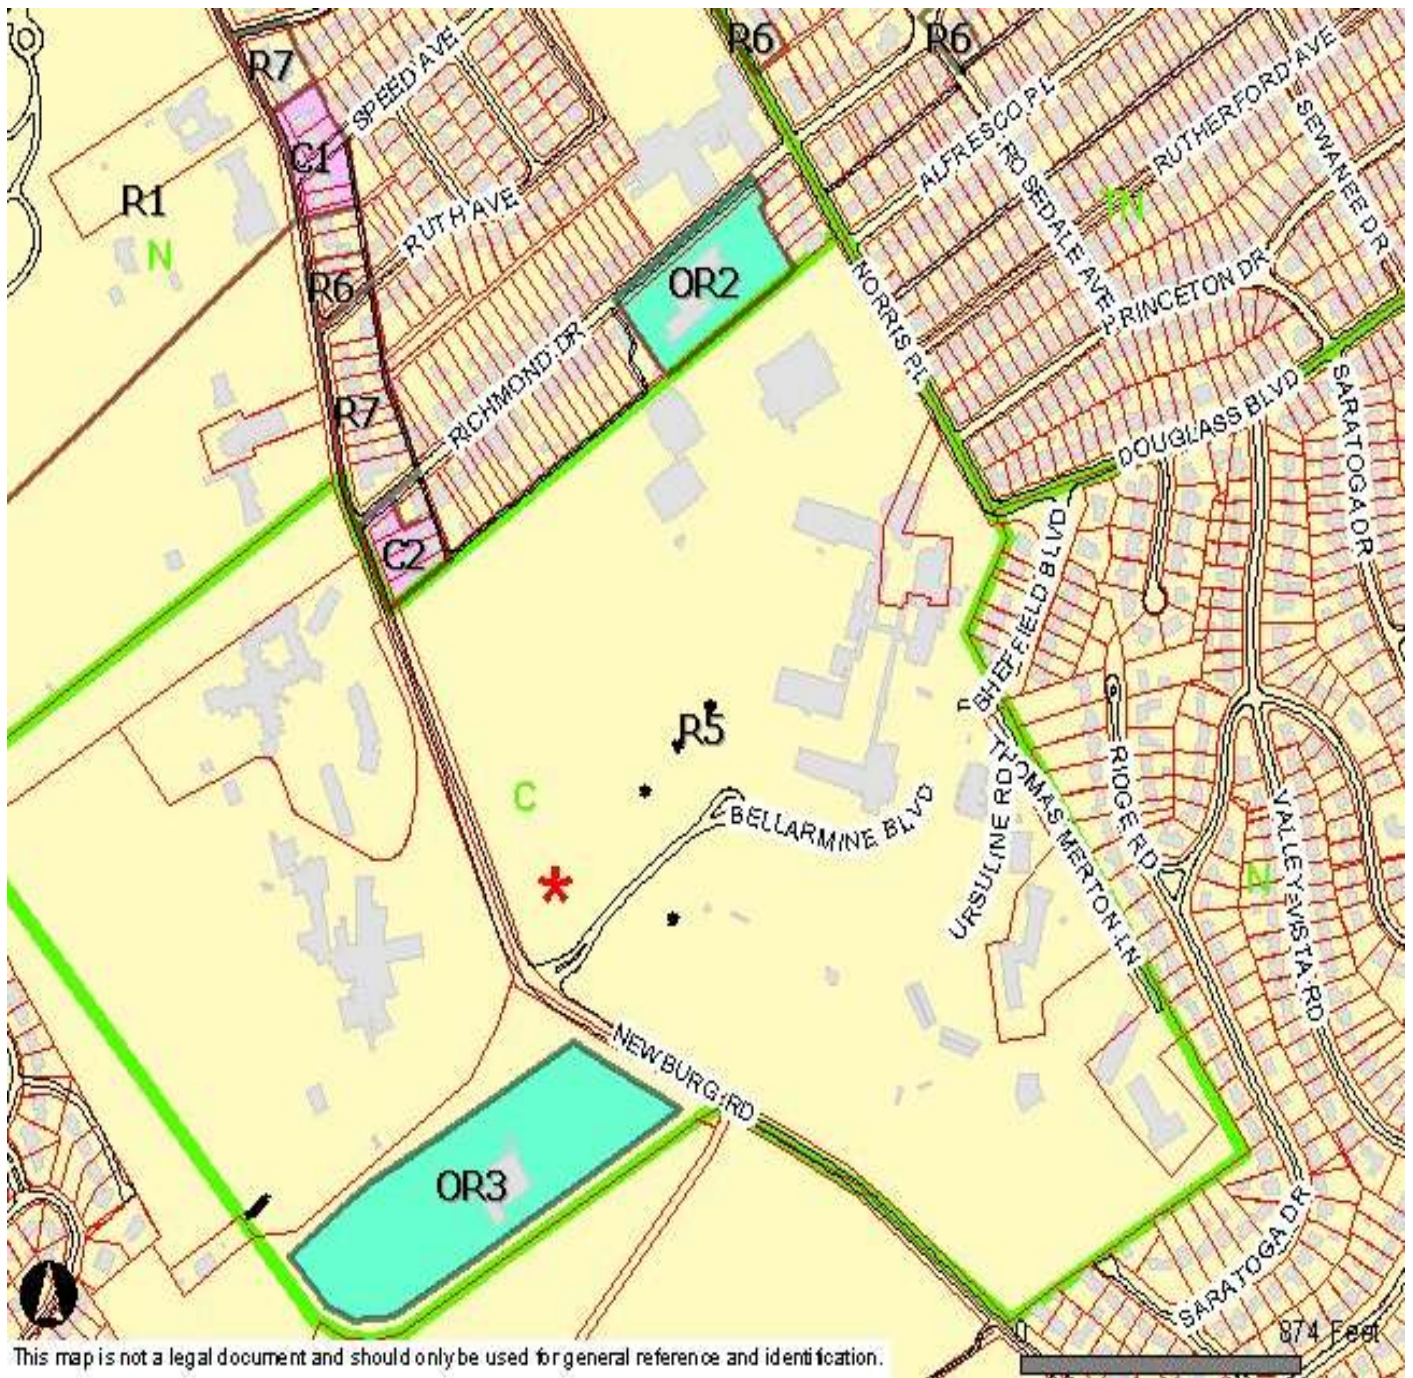 R7
SPEED AVE
R6
R6
ALFRESCO PL
RUTHERFORD AVE
SEWANEE DR
C1
R1
N
RUTH AVE
ROSEDALE AVE
TN
R6
OR2
NORRIS PL
PRINCETON DR
R7
RICHMOND DR
DOUGLASS BLVD
SARATOGA DR
C2
SHEFFIELD BLVD
R5
C
*
BELLARMINE BLVD
URSULINE RD
THOMAS MERTON LN
RIDGE RD
VALLEY VISTA RD
N
NEWBURG RD
OR3
SARATOGA DR
0
874 Feet
This map is not a legal document and should only be used for general reference and identification.